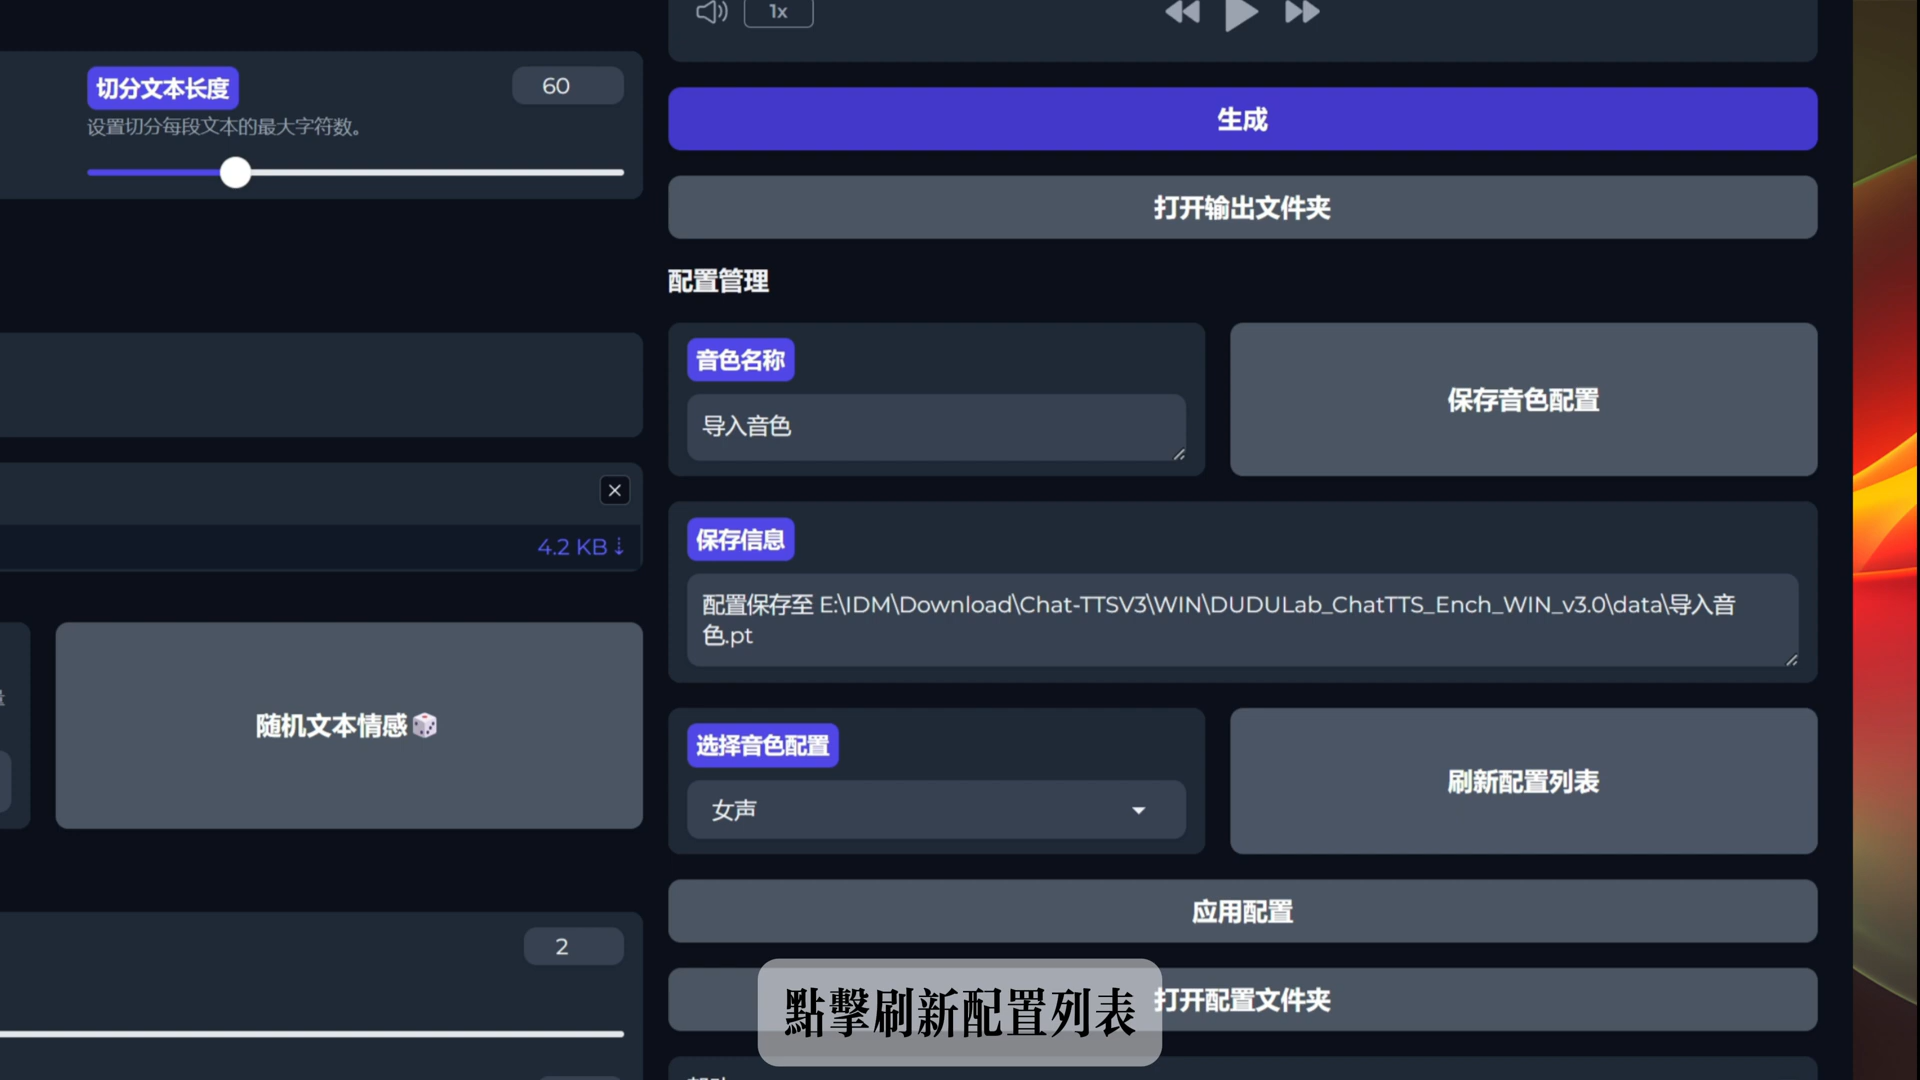 1x
切分文本长度
60
设置切分每段文本的最大字符数。
生成
打开输出文件夹
配置管理
音色名称
导入音色
保存音色配置
4.2 KB ⇣
保存信息
配置保存至 E:\IDM\Download\Chat-TTSV3\WIN\DUDULab_ChatTTS_Ench_WIN_v3.0\data\导入音
色.pt
随机文本情感🎲
选择音色配置
女声
刷新配置列表
应用配置
2
打开配置文件夹
點擊刷新配置列表